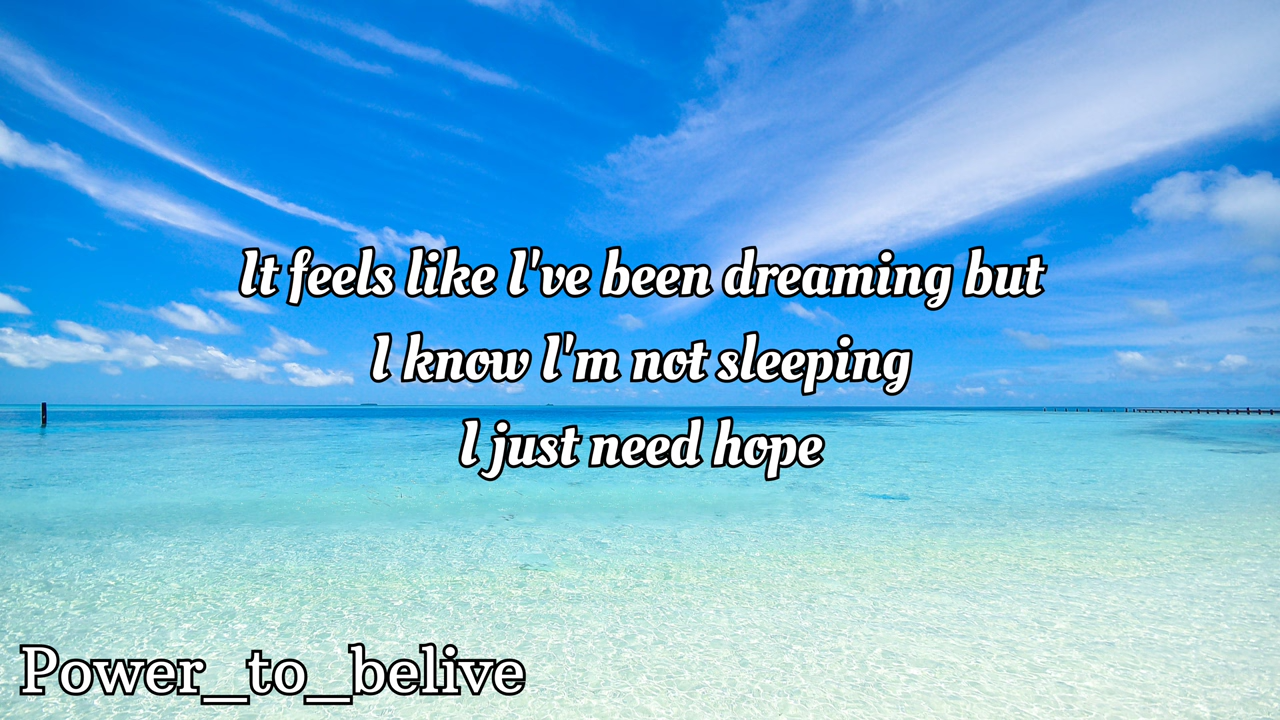 It feels like I've been dreaming but
I know I'm not sleeping
I just need hope
Power_to_belive